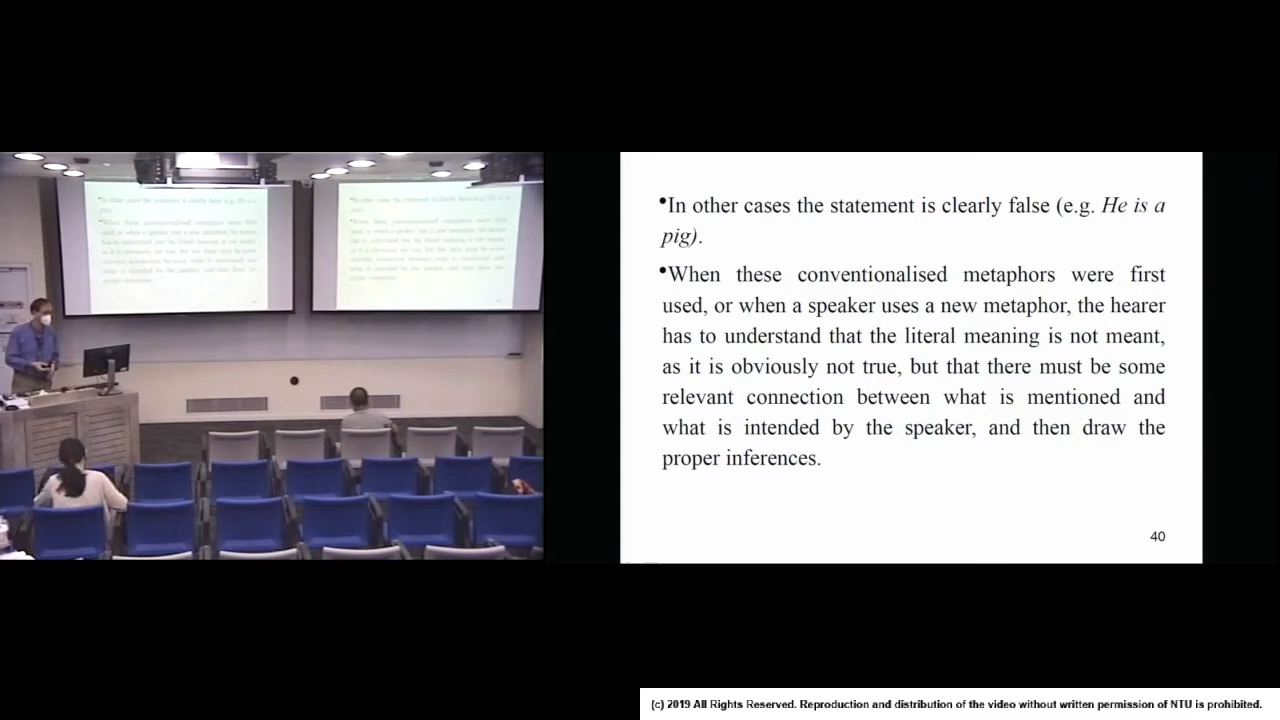 •In other cases the statement is clearly false (e.g. He is a
pig).
•When these conventionalised metaphors were first
used, or when a speaker uses a new metaphor, the hearer
has to understand that the literal meaning is not meant,
as it is obviously not true, but that there must be some
relevant connection between what is mentioned and
what is intended by the speaker, and then draw the
proper inferences.
40
(c) 2019 All Rights Reserved. Reproduction and distribution of the video without written permission of NTU is prohibited.